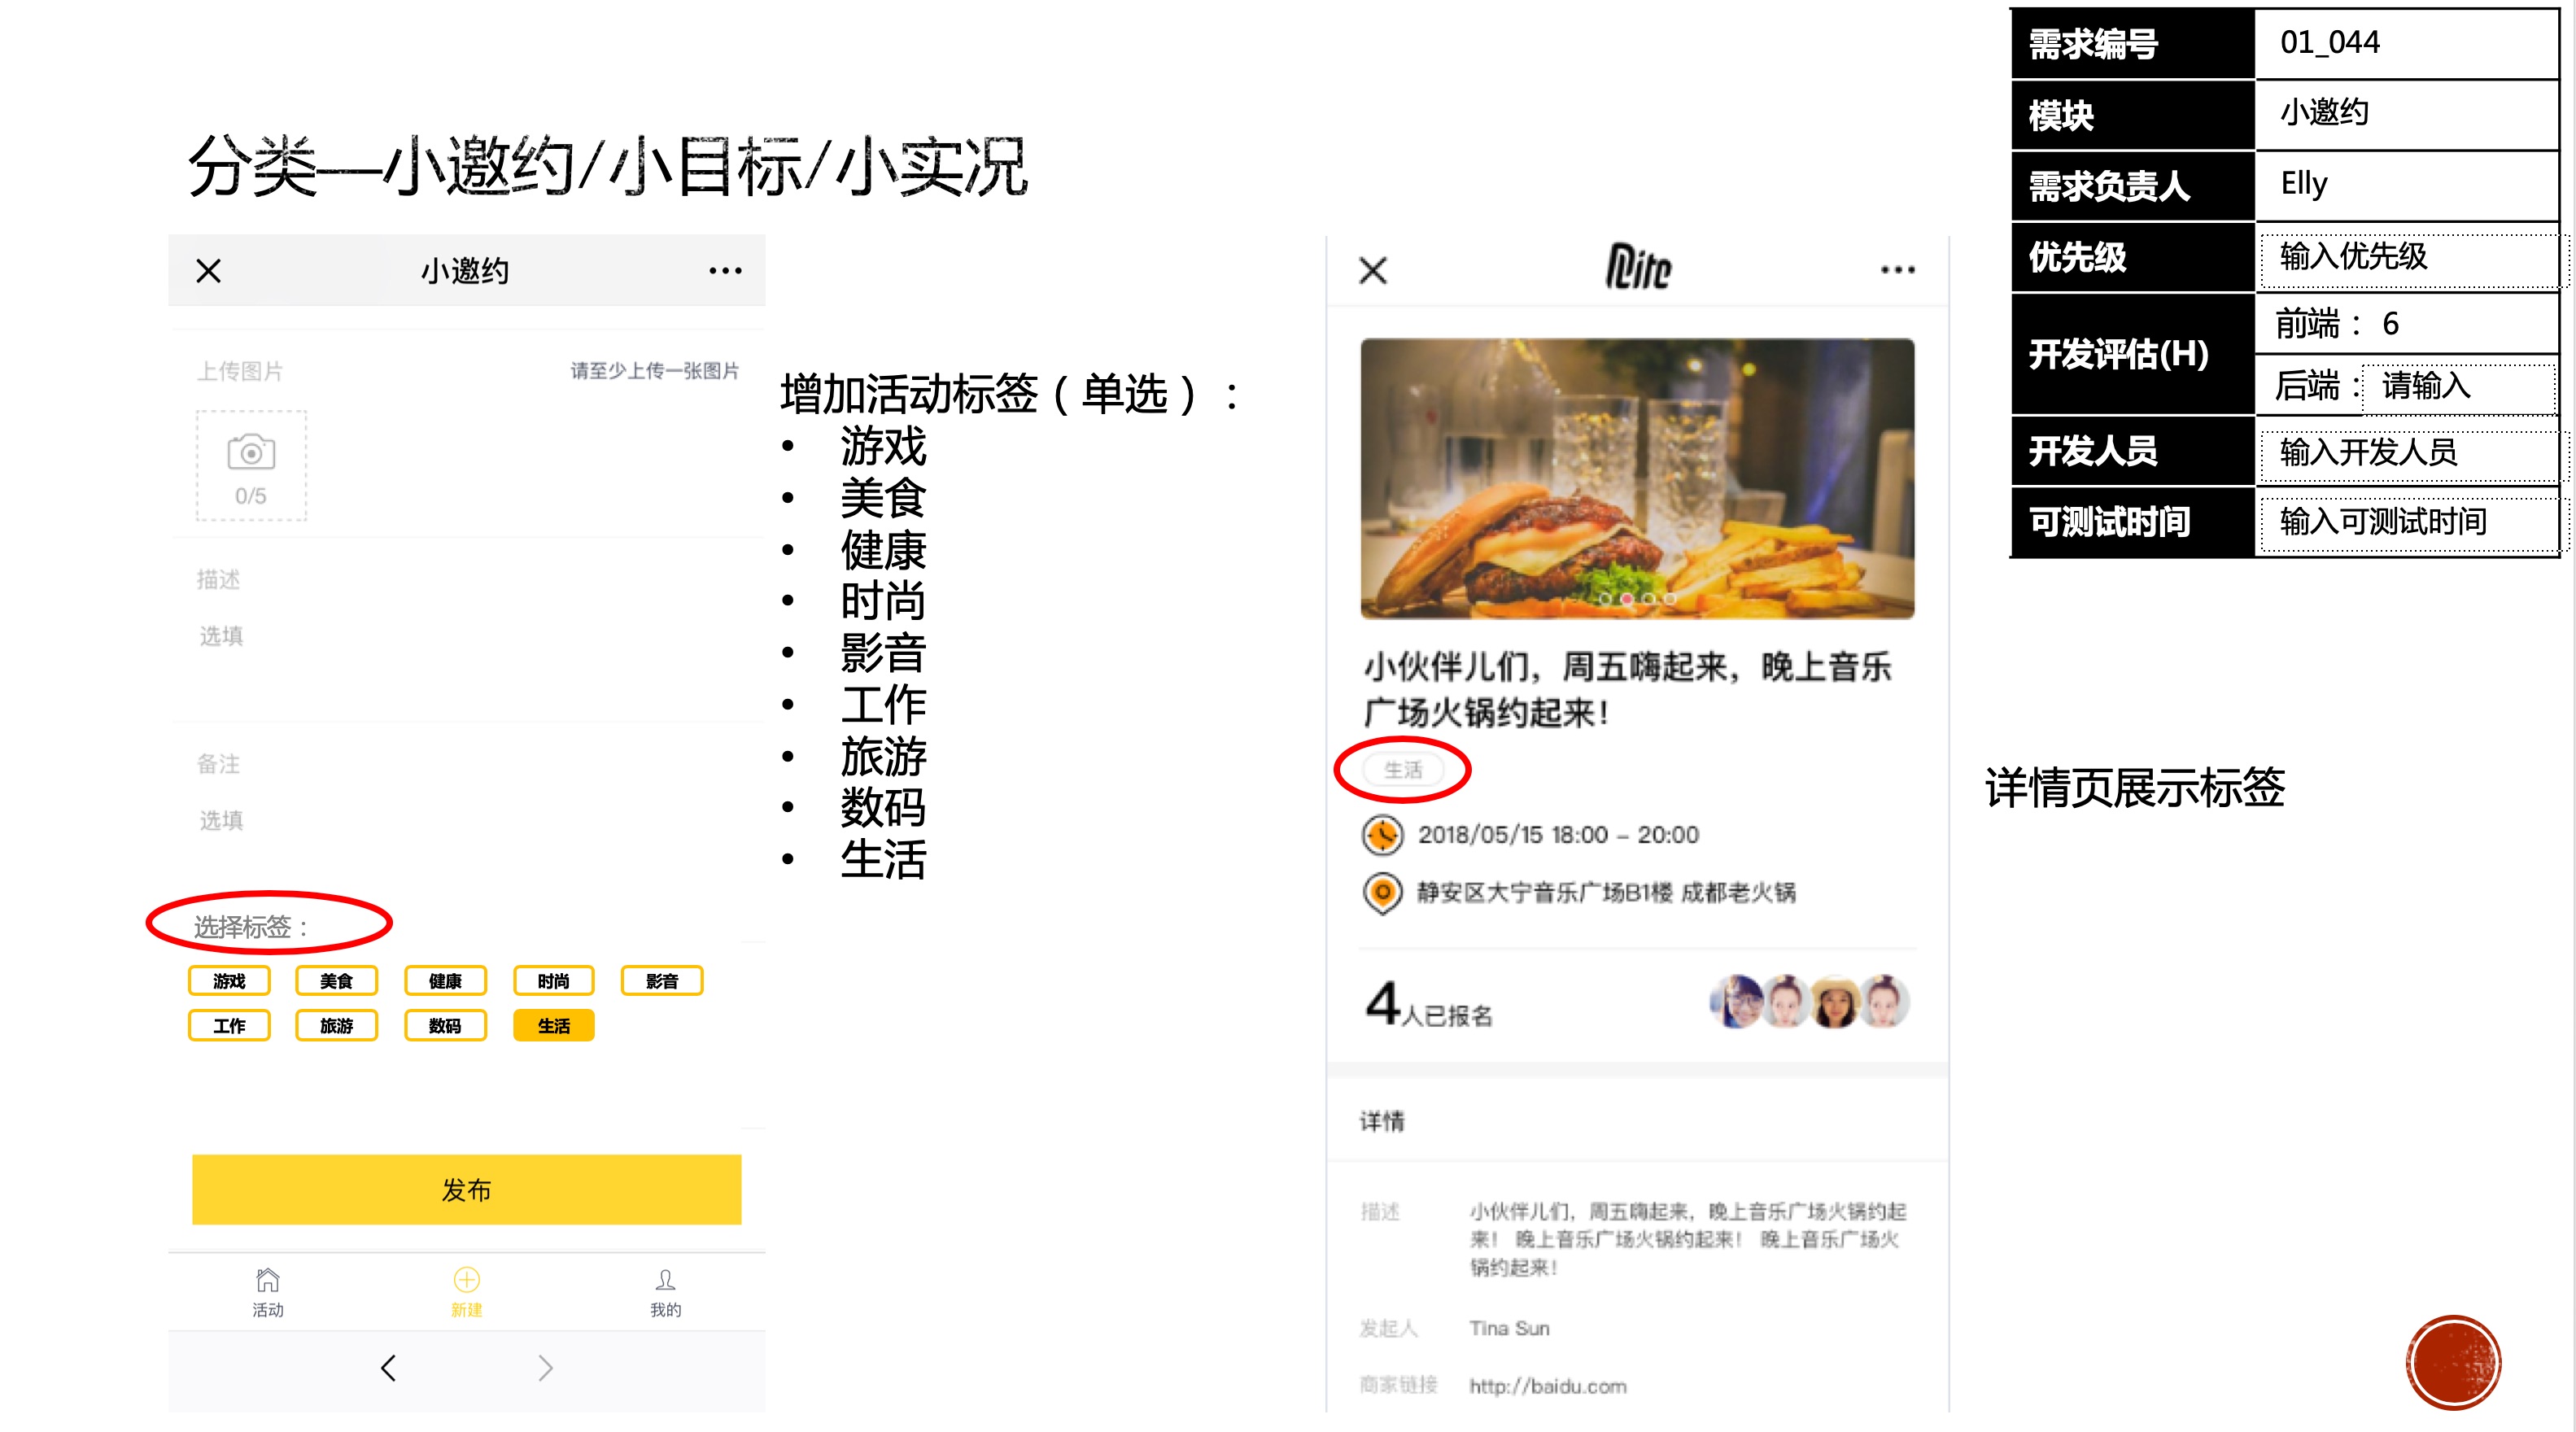 分类—小邀约/小目标/小实况
需求编号 01_044
模块 小邀约
需求负责人 Elly
优先级 输入优先级
开发评估(H) 前端： 6
后端： 请输入
开发人员 输入开发人员
可测试时间 输入可测试时间
小邀约
上传图片 请至少上传一张图片
0/5
描述
选填
备注
选填
选择标签：
游戏 美食 健康 时尚 影音
工作 旅游 数码 生活
发布
活动 新建 我的
增加活动标签（单选）：
• 游戏
• 美食
• 健康
• 时尚
• 影音
• 工作
• 旅游
• 数码
• 生活
小伙伴儿们，周五嗨起来，晚上音乐
广场火锅约起来！
生活
2018/05/15 18:00 – 20:00
静安区大宁音乐广场B1楼 成都老火锅
4人已报名
详情
描述 小伙伴儿们，周五嗨起来，晚上音乐广场火锅约起
来！ 晚上音乐广场火锅约起来！ 晚上音乐广场火
锅约起来！
发起人 Tina Sun
商家链接 http://baidu.com
详情页展示标签